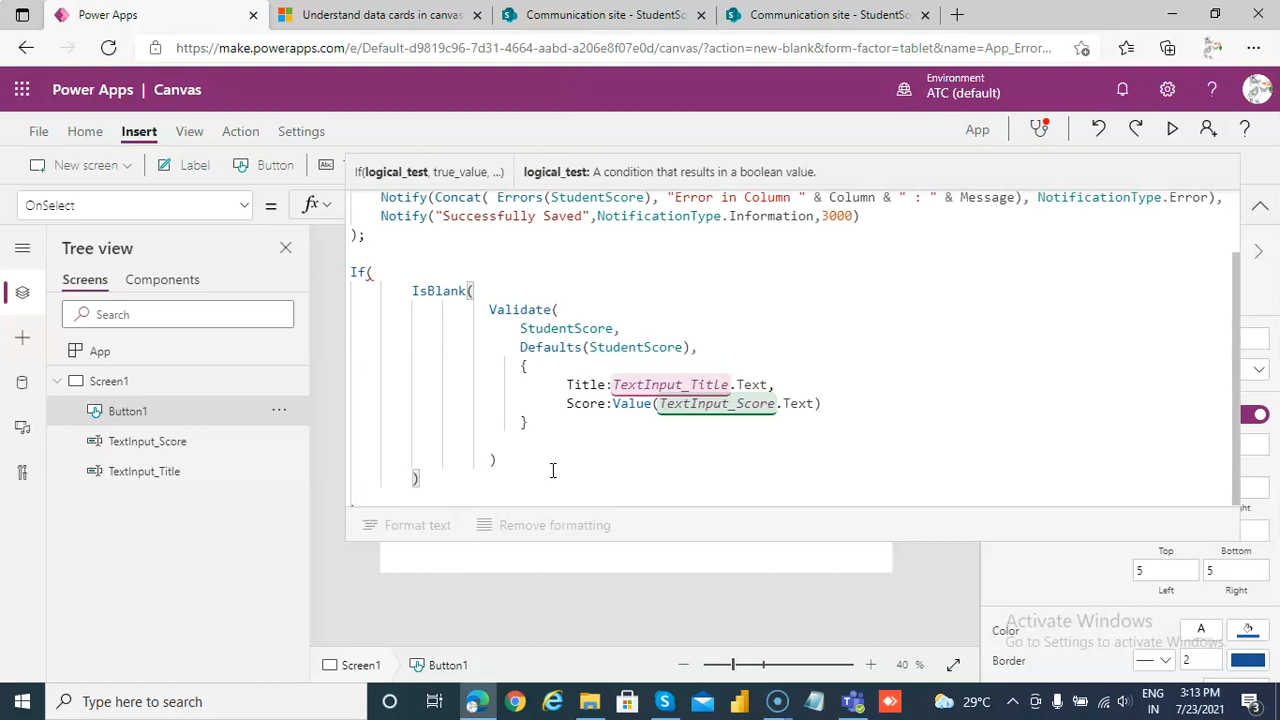 Power Apps
Understand data cards in canvas
Communication site - StudentSc
Communication site - StudentSco
https://make.powerapps.com/e/Default-d9819c96-7d31-4664-aabd-a206e8f07e0d/canvas/?action=new-blank&form-factor=tablet&name=App_Error...
Power Apps | Canvas
Environment
ATC (default)
File
Home
Insert
View
Action
Settings
App
New screen
Label
Button
Abc
If(logical_test, true_value, ...)
logical_test: A condition that results in a boolean value.
OnSelect
=
fx
Notify(Concat( Errors(StudentScore), "Error in Column " & Column & " : " & Message), NotificationType.Error),
Notify("Successfully Saved",NotificationType.Information,3000)
);
If(
IsBlank(
Validate(
StudentScore,
Defaults(StudentScore),
{
Title:TextInput_Title.Text,
Score:Value(TextInput_Score.Text)
}
)
)
Tree view
Screens
Components
Search
App
Screen1
Button1
TextInput_Score
TextInput_Title
Format text
Remove formatting
ht
Top
Bottom
5
5
Left
Right
Color
A
Border
2
Activate Windows
Go to Settings to activate Windows.
Screen1
Button1
40 %
Type here to search
29°C
ENG
IN
3:13 PM
7/23/2021
3